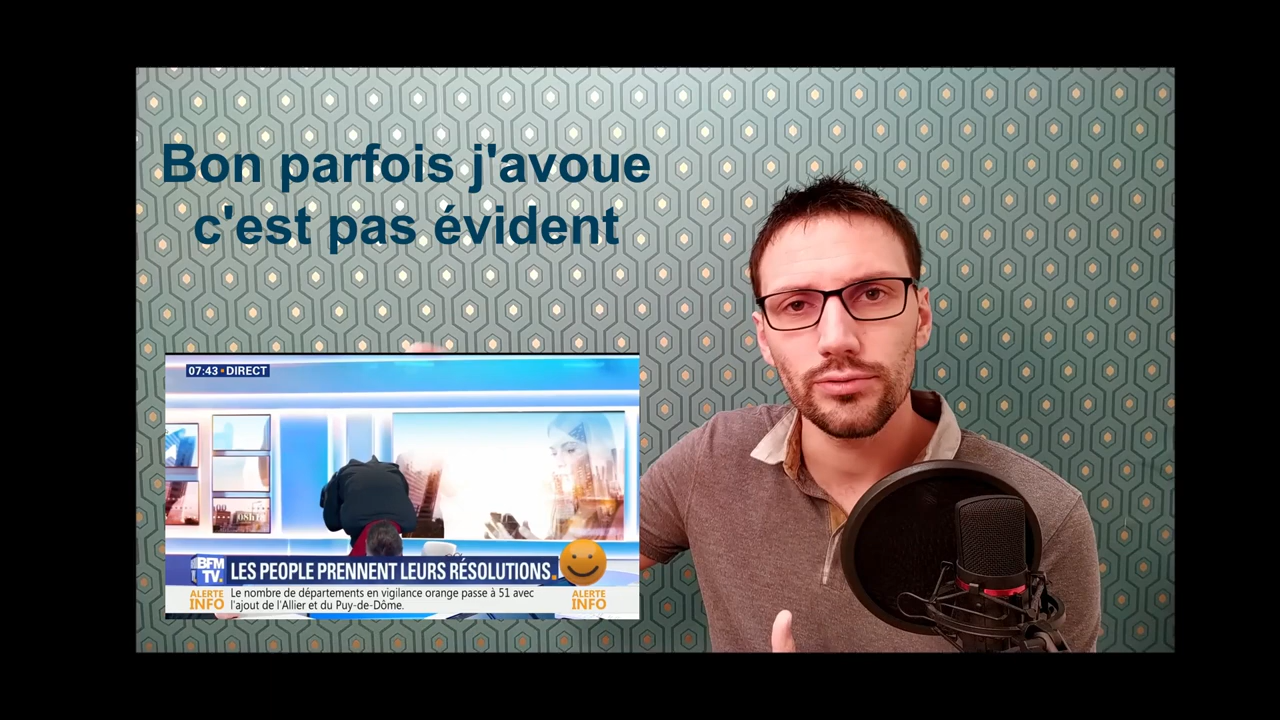 Bon parfois j'avoue
c'est pas évident
07:43 DIRECT
BFM
TV.
LES PEOPLE PRENNENT LEURS RÉSOLUTIONS.
ALERTE
INFO
Le nombre de départements en vigilance orange passe à 51 avec
l'ajout de l'Allier et du Puy-de-Dôme.
ALERTE
INFO